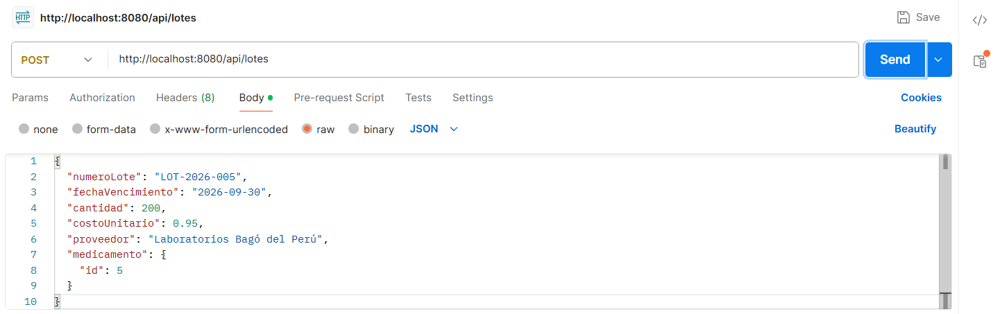 HTTP http://localhost:8080/api/lotes Save
POST http://localhost:8080/api/lotes Send
Params Authorization Headers (8) Body Pre-request Script Tests Settings Cookies
none form-data x-www-form-urlencoded raw binary JSON Beautify
1 {
2 "numeroLote": "LOT-2026-005",
3 "fechaVencimiento": "2026-09-30",
4 "cantidad": 200,
5 "costoUnitario": 0.95,
6 "proveedor": "Laboratorios Bagó del Perú",
7 "medicamento": {
8 "id": 5
9 }
10 }